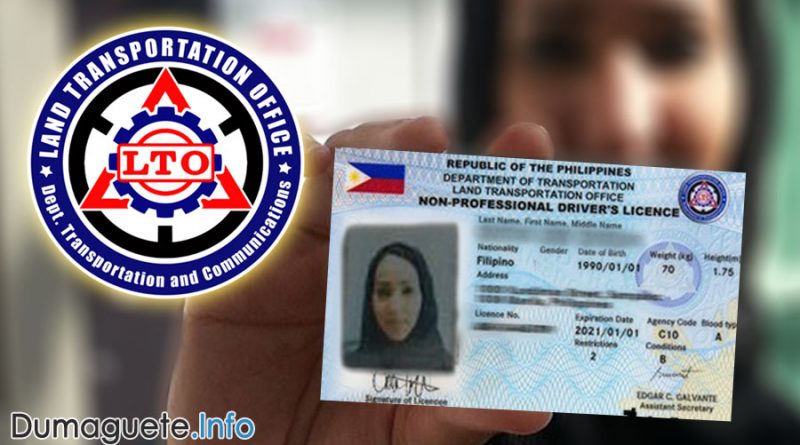 LAND TRANSPORTATION OFFICE
LTO
Dept. Transportation and Communications
REPUBLIC OF THE PHILIPPINES
DEPARTMENT OF TRANSPORTATION
LAND TRANSPORTATION OFFICE
NON-PROFESSIONAL DRIVER'S LICENCE
Last Name, First Name, Middle Name
Nationality Gender Date of Birth Weight (kg) Height(m)
Filipino 1990/01/01 70 1.75
Address
Licence No. Expiration Date Agency Code Blood type
2021/01/01 C10 A
Restrictions Conditions
2 B
Signature of Licensee
EDGAR C. GALVANTE
Assistant Secretary
Dumaguete.Info